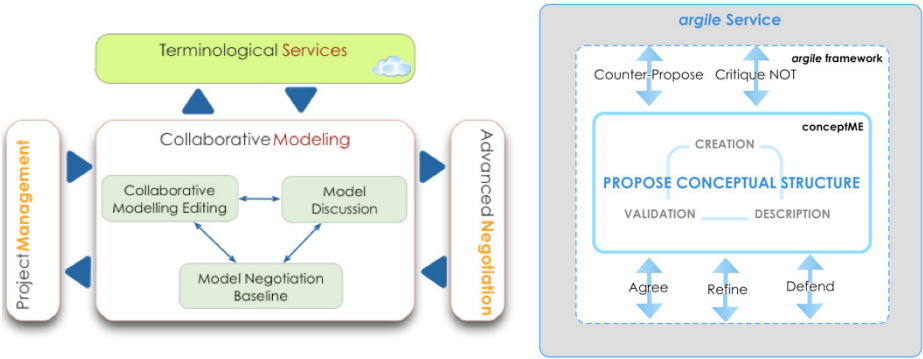 Terminological Services
Project Management
Collaborative Modeling
Collaborative
Modelling Editing
Model
Discussion
Model Negotiation
Baseline
Advanced Negotiation
argile Service
argile framework
Counter-Propose
Critique NOT
conceptME
CREATION
PROPOSE CONCEPTUAL STRUCTURE
VALIDATION
DESCRIPTION
Agree
Refine
Defend